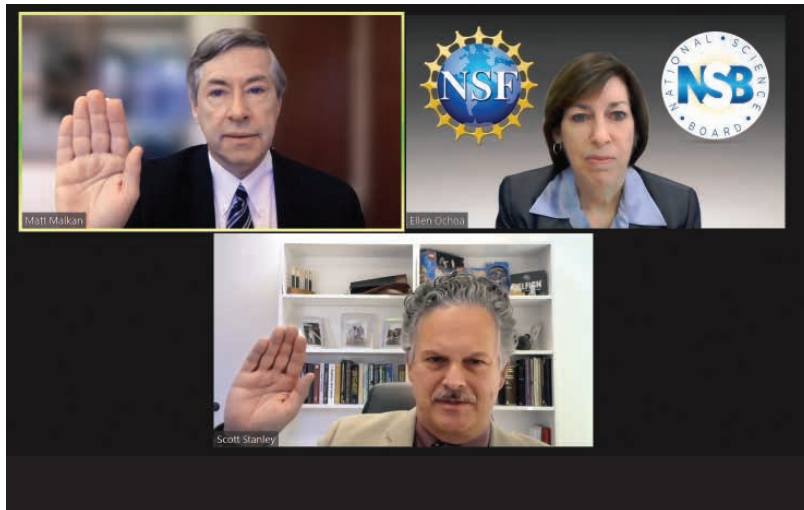 NSF
NATIONAL SCIENCE
NSB
BOARD
Matt Malkan
Ellen Ochoa
Scott Stanley